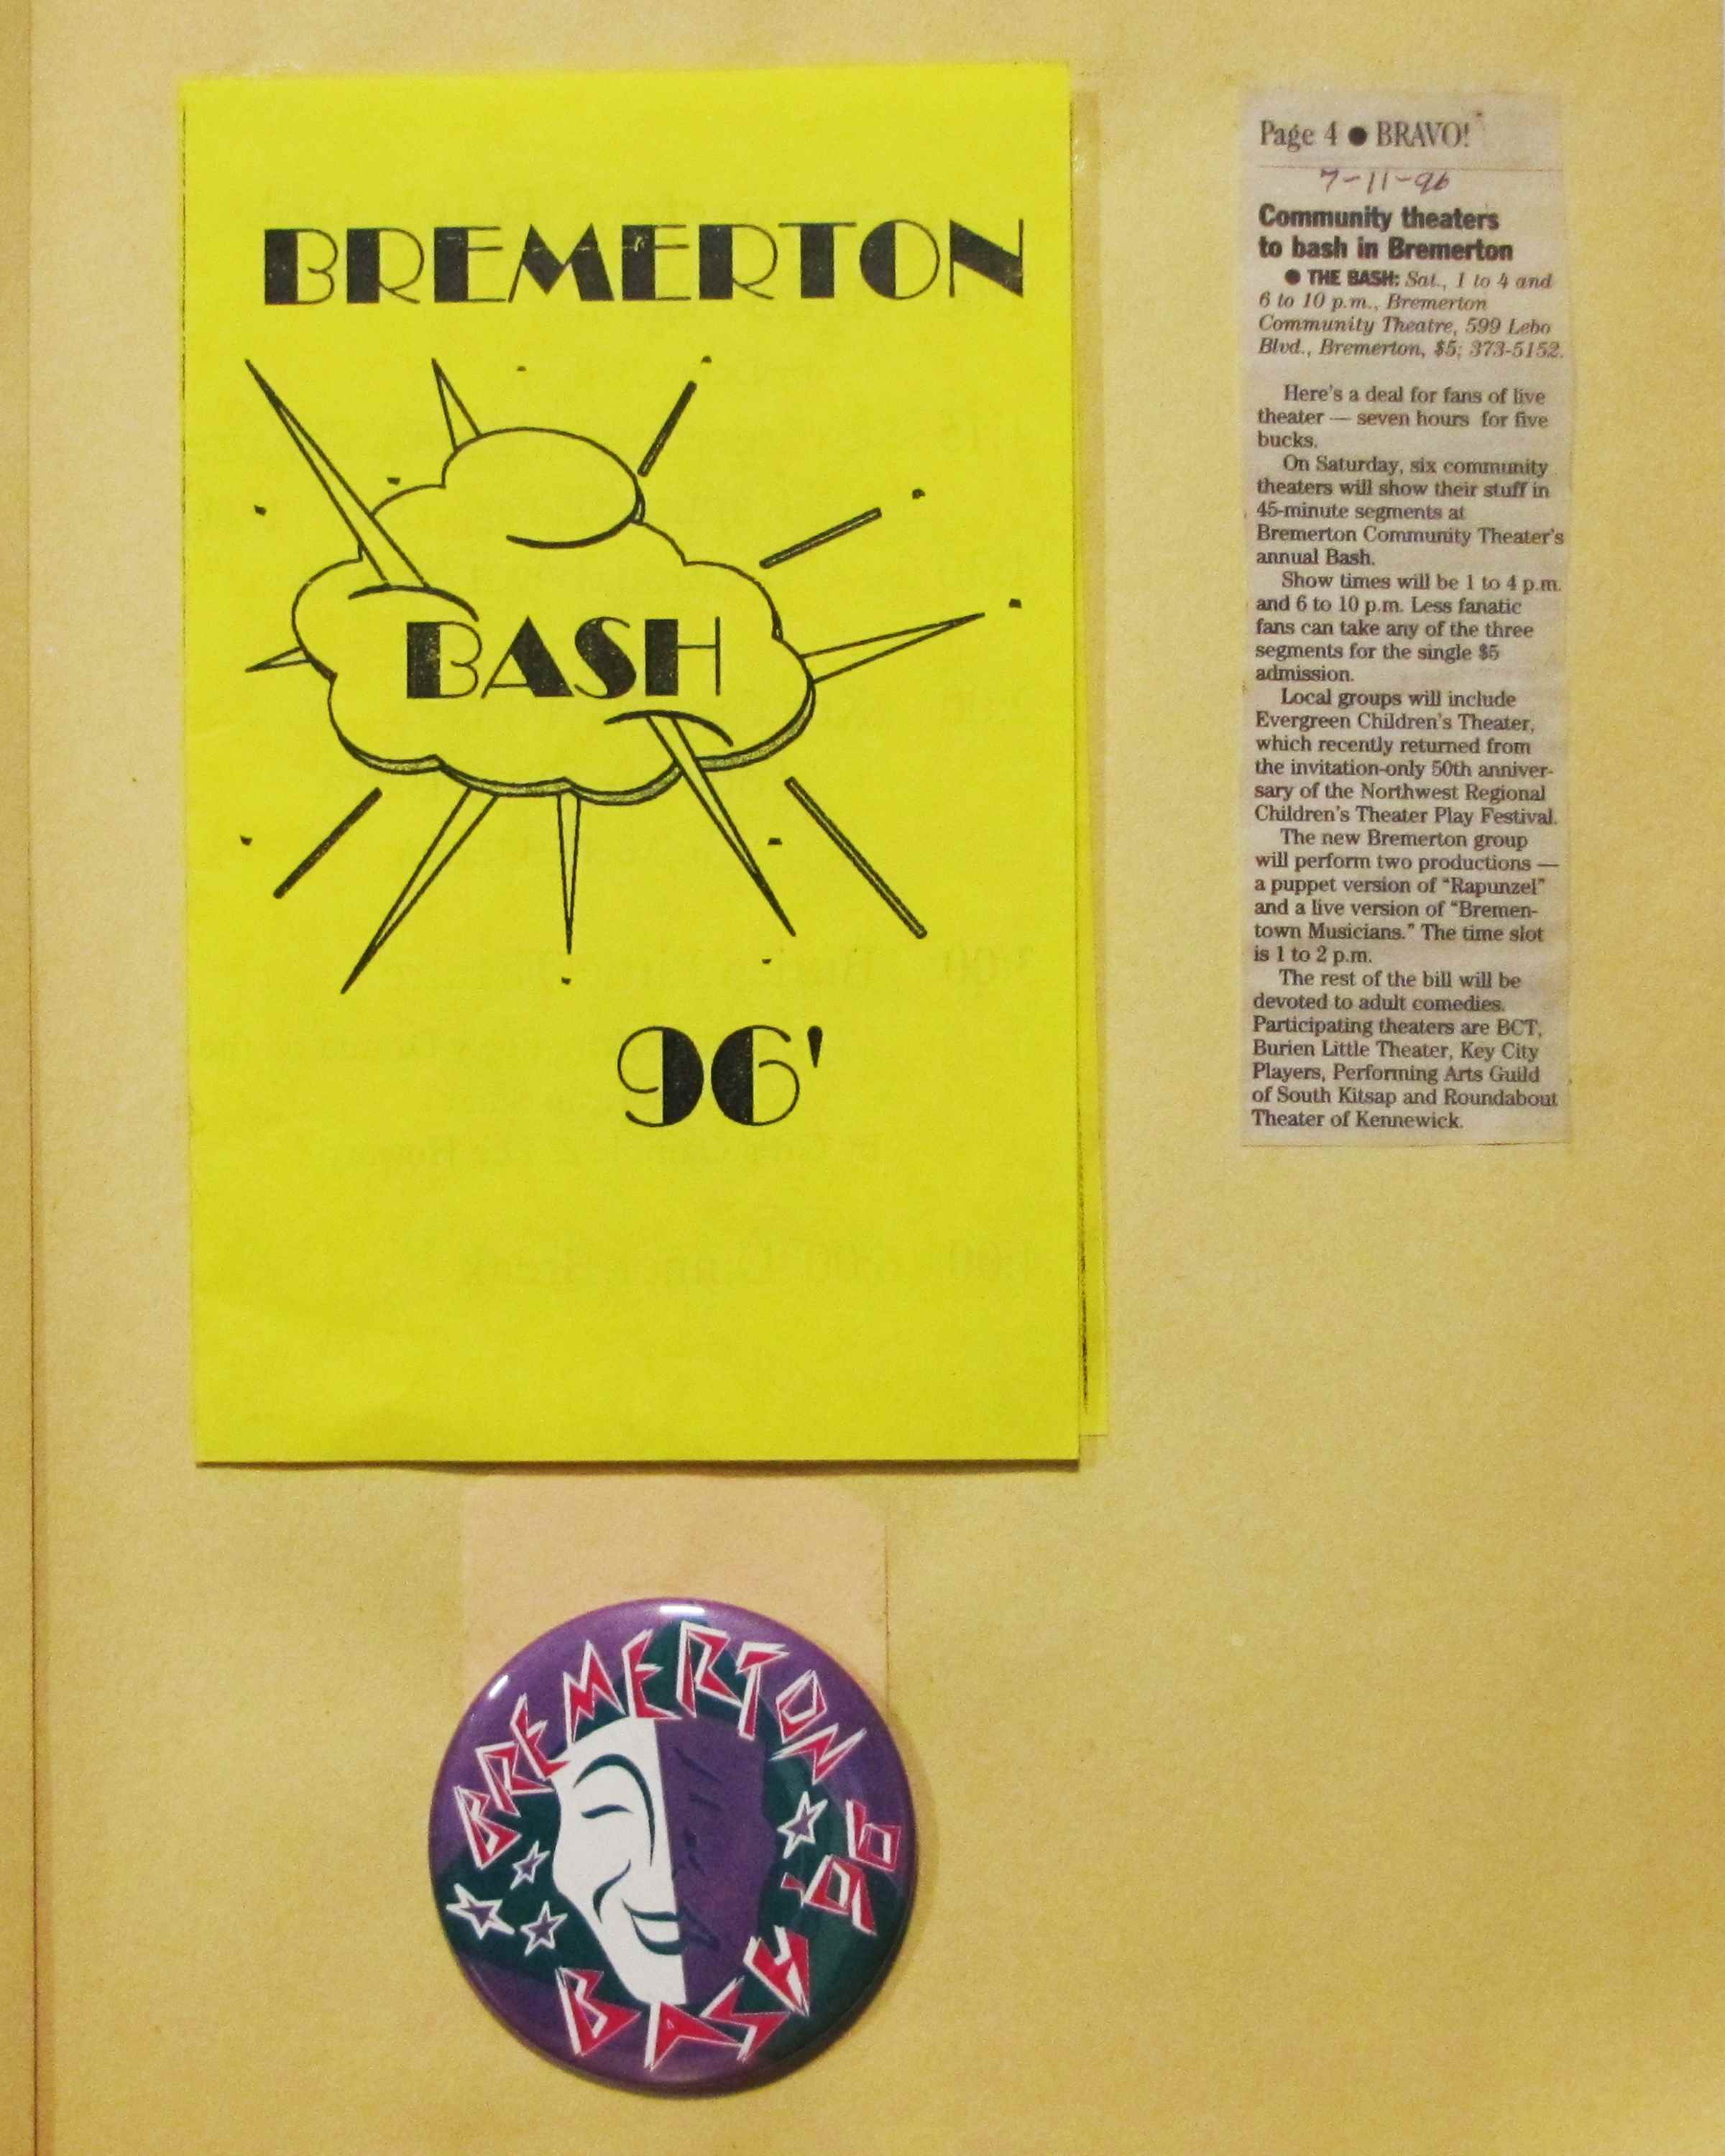 BREMERTON
BASH
96'
Page 4 ● BRAVO!
7-11-96
Community theaters
to bash in Bremerton
● THE BASH: Sat., 1 to 4 and
6 to 10 p.m., Bremerton
Community Theatre, 599 Lebo
Blvd., Bremerton, $5; 373-5152.
Here's a deal for fans of live
theater — seven hours for five
bucks.
On Saturday, six community
theaters will show their stuff in
45-minute segments at
Bremerton Community Theater's
annual Bash.
Show times will be 1 to 4 p.m.
and 6 to 10 p.m. Less fanatic
fans can take any of the three
segments for the single $5
admission.
Local groups will include
Evergreen Children's Theater,
which recently returned from
the invitation-only 50th anniver-
sary of the Northwest Regional
Children's Theater Play Festival.
The new Bremerton group
will perform two productions —
a puppet version of "Rapunzel"
and a live version of "Bremen-
town Musicians." The time slot
is 1 to 2 p.m.
The rest of the bill will be
devoted to adult comedies.
Participating theaters are BCT,
Burien Little Theater, Key City
Players, Performing Arts Guild
of South Kitsap and Roundabout
Theater of Kennewick.
BREMERTON
BASH '96